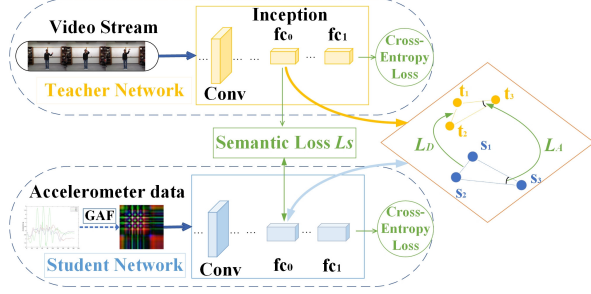 Video Stream
Inception
fc₀ fc₁
... ... ...
Conv
Cross-
Entropy
Loss
Teacher Network
t₁
t₃
t₂
Semantic Loss Ls
L_D
L_A
s₁
s₂
s₃
Accelerometer data
GAF
... ... ...
Conv
fc₀ fc₁
Cross-
Entropy
Loss
Student Network